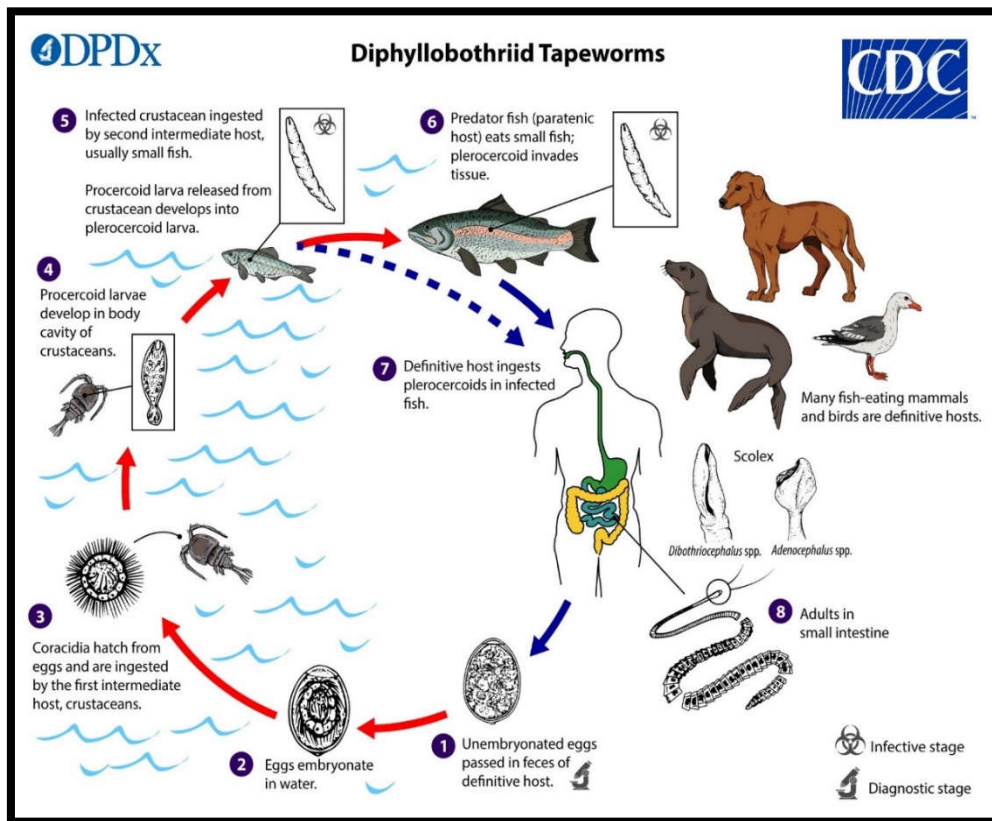 DPDx
Diphyllobothriid Tapeworms
CDC
5 Infected crustacean ingested
by second intermediate host,
usually small fish.
Procercoid larva released from
crustacean develops into
plerocercoid larva.
6 Predator fish (paratenic
host) eats small fish;
plerocercoid invades
tissue.
4
Procercoid larvae
develop in body
cavity of
crustaceans.
7 Definitive host ingests
plerocercoids in infected
fish.
Many fish-eating mammals
and birds are definitive hosts.
Scolex
Dibothriocephalus spp.
Adenocephalus spp.
8 Adults in
small intestine
3
Coracidia hatch from
eggs and are ingested
by the first intermediate
host, crustaceans.
2 Eggs embryonate
in water.
1 Unembryonated eggs
passed in feces of
definitive host.
Infective stage
Diagnostic stage